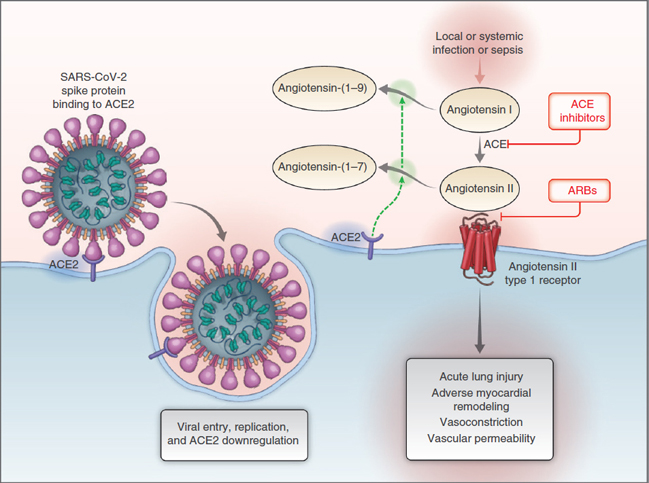 Local or systemic
infection or sepsis
SARS-CoV-2
spike protein
binding to ACE2
Angiotensin-(1–9)
Angiotensin I
ACE
inhibitors
ACE
Angiotensin-(1–7)
Angiotensin II
ARBs
ACE2
ACE2
Angiotensin II
type 1 receptor
Viral entry, replication,
and ACE2 downregulation
Acute lung injury
Adverse myocardial
remodeling
Vasoconstriction
Vascular permeability